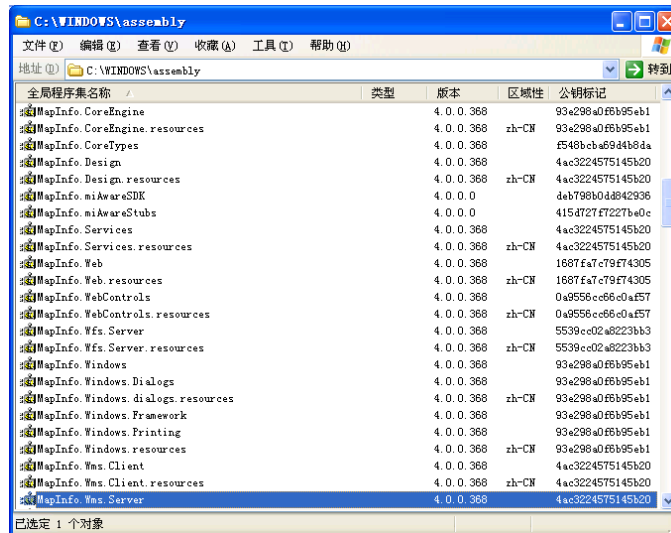 C:\WINDOWS\assembly
文件(F) 编辑(E) 查看(V) 收藏(A) 工具(T) 帮助(H)
地址(D) C:\WINDOWS\assembly 转到
全局程序集名称 类型 版本 区域性 公钥标记
MapInfo.CoreEngine 4.0.0.368 93e298a0f6b95eb1
MapInfo.CoreEngine.resources 4.0.0.368 zh-CN 93e298a0f6b95eb1
MapInfo.CoreTypes 4.0.0.368 f548bcba69d4b8da
MapInfo.Design 4.0.0.368 4ac3224575145b20
MapInfo.Design.resources 4.0.0.368 zh-CN 4ac3224575145b20
MapInfo.miAwareSDK 4.0.0.0 deb798b0dd842936
MapInfo.miAwareStubs 4.0.0.0 415d727f7227be0c
MapInfo.Services 4.0.0.368 4ac3224575145b20
MapInfo.Services.resources 4.0.0.368 zh-CN 4ac3224575145b20
MapInfo.Web 4.0.0.368 1687fa7c79f74305
MapInfo.Web.resources 4.0.0.368 zh-CN 1687fa7c79f74305
MapInfo.WebControls 4.0.0.368 0a9556cc66c0af57
MapInfo.WebControls.resources 4.0.0.368 zh-CN 0a9556cc66c0af57
MapInfo.Wfs.Server 4.0.0.368 5539cc02a8223bb3
MapInfo.Wfs.Server.resources 4.0.0.368 zh-CN 5539cc02a8223bb3
MapInfo.Windows 4.0.0.368 93e298a0f6b95eb1
MapInfo.Windows.Dialogs 4.0.0.368 93e298a0f6b95eb1
MapInfo.Windows.dialogs.resources 4.0.0.368 zh-CN 93e298a0f6b95eb1
MapInfo.Windows.Framework 4.0.0.368 93e298a0f6b95eb1
MapInfo.Windows.Printing 4.0.0.368 93e298a0f6b95eb1
MapInfo.Windows.resources 4.0.0.368 zh-CN 93e298a0f6b95eb1
MapInfo.Wms.Client 4.0.0.368 4ac3224575145b20
MapInfo.Wms.Client.resources 4.0.0.368 zh-CN 4ac3224575145b20
MapInfo.Wms.Server 4.0.0.368 4ac3224575145b20
已选定 1 个对象